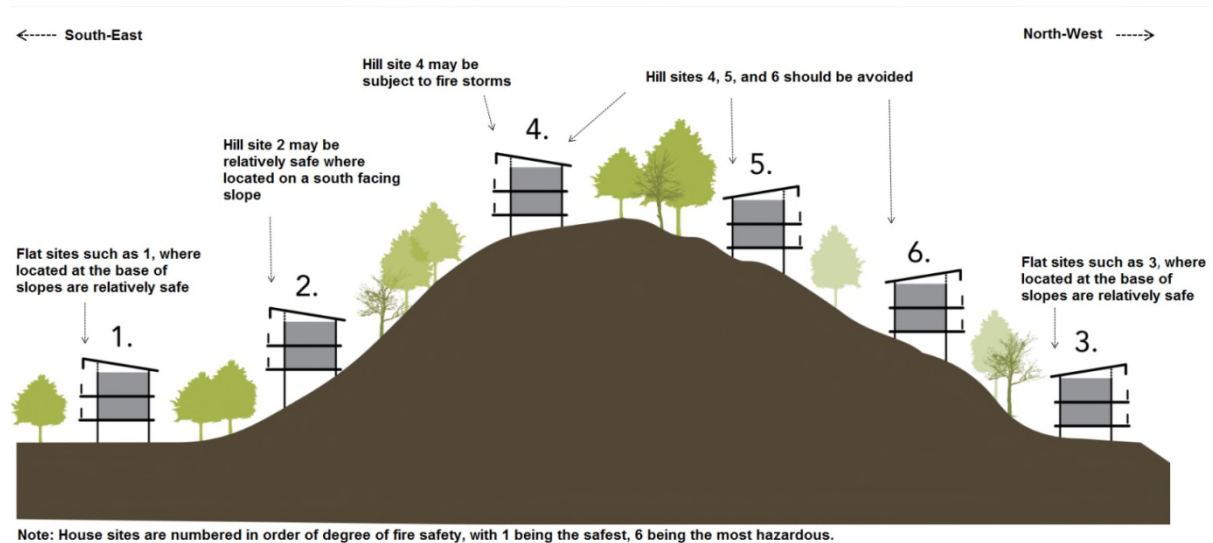 <------ South-East
North-West ----->
Hill site 4 may be
subject to fire storms
Hill sites 4, 5, and 6 should be avoided
4.
Hill site 2 may be
relatively safe where
located on a south facing
slope
5.
Flat sites such as 1, where
located at the base of
slopes are relatively safe
2.
6.
Flat sites such as 3, where
located at the base of
slopes are relatively safe
1.
3.
Note: House sites are numbered in order of degree of fire safety, with 1 being the safest, 6 being the most hazardous.